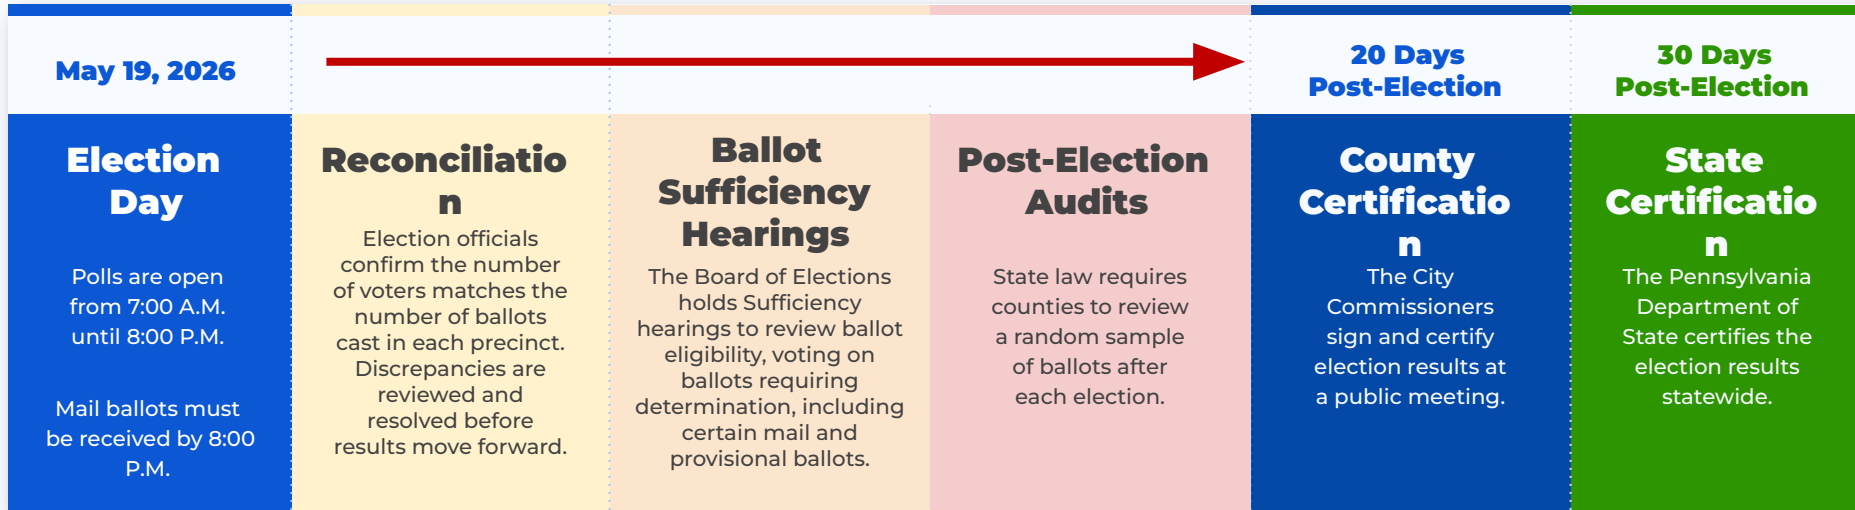 May 19, 2026
20 Days
Post-Election
30 Days
Post-Election
Election
Day
Polls are open
from 7:00 A.M.
until 8:00 P.M.
Mail ballots must
be received by 8:00
P.M.
Reconciliatio
n
Election officials
confirm the number
of voters matches the
number of ballots
cast in each precinct.
Discrepancies are
reviewed and
resolved before
results move forward.
Ballot
Sufficiency
Hearings
The Board of Elections
holds Sufficiency
hearings to review ballot
eligibility, voting on
ballots requiring
determination, including
certain mail and
provisional ballots.
Post-Election
Audits
State law requires
counties to review
a random sample
of ballots after
each election.
County
Certificatio
n
The City
Commissioners
sign and certify
election results at
a public meeting.
State
Certificatio
n
The Pennsylvania
Department of
State certifies the
election results
statewide.